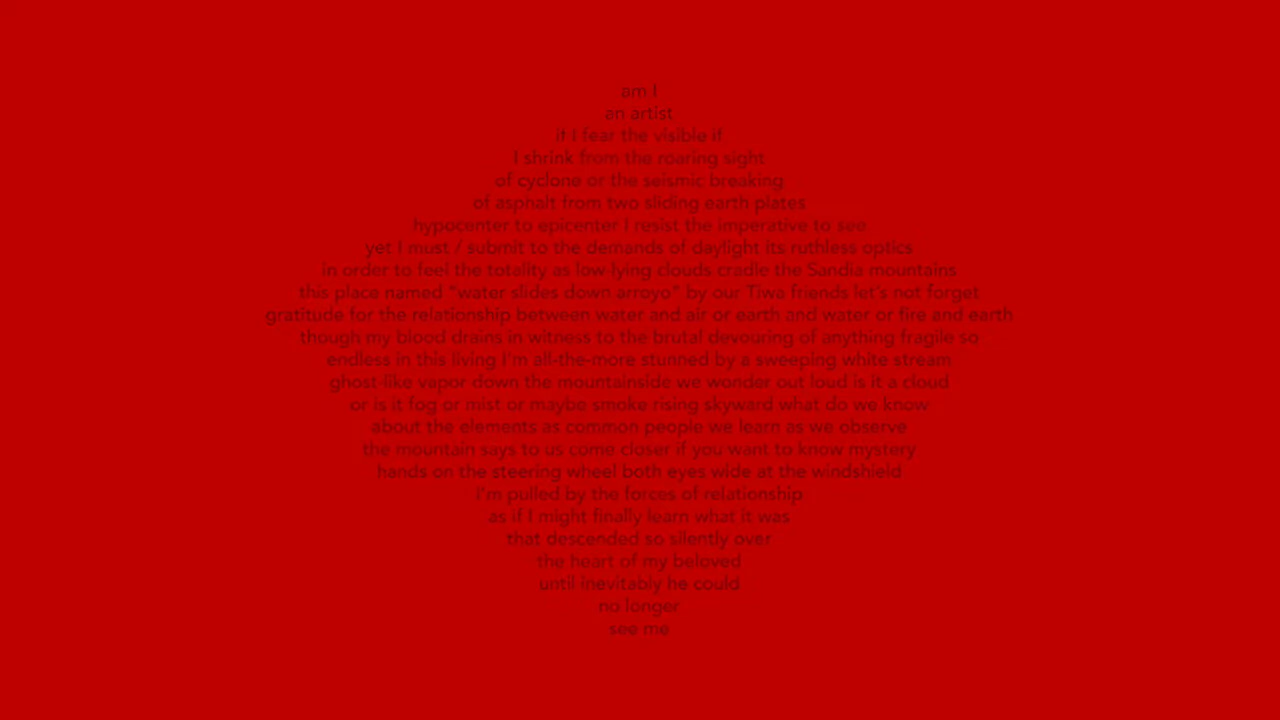 am I
an artist
if I fear the visible if
I shrink from the roaring sight
of cyclone or the seismic breaking
of asphalt from two sliding earth plates
hypocenter to epicenter I resist the imperative to see
yet I must / submit to the demands of daylight its ruthless optics
in order to feel the totality as low lying clouds cradle the Sandia mountains
this place named “water slides down arroyo” by our Tiwa friends let’s not forget
gratitude for the relationship between water and air or earth and water or fire and earth
though my blood drains in witness to the brutal devouring of anything fragile so
endless in this living I’m all-the-more stunned by a sweeping white stream
ghost-like vapor down the mountainside we wonder out loud is it a cloud
or is it fog or mist or maybe smoke rising skyward what do we know
about the elements as common people we learn as we observe
the mountain says to us come closer if you want to know mystery
hands on the steering wheel both eyes wide at the windshield
I’m pulled by the forces of relationship
as if I might finally learn what it was
that descended so silently over
the heart of my beloved
until inevitably he could
no longer
see me